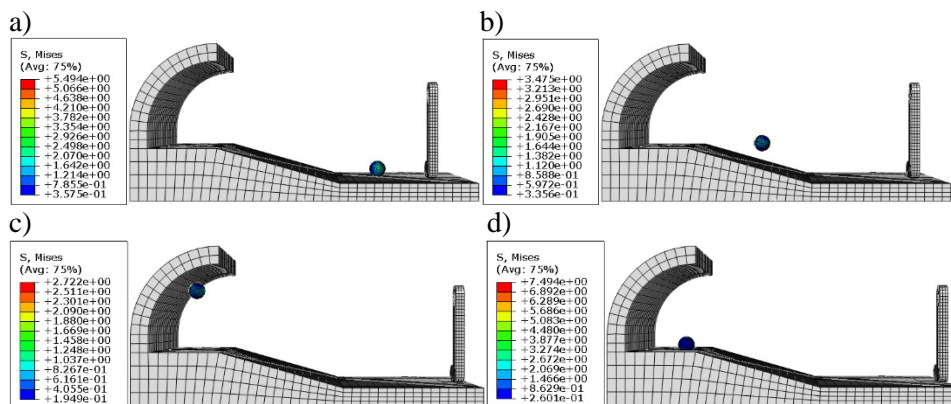 a)
S, Mises
(Avg: 75%)
+5.494e+00
+5.066e+00
+4.638e+00
+4.210e+00
+3.782e+00
+3.354e+00
+2.926e+00
+2.498e+00
+2.070e+00
+1.642e+00
+1.214e+00
+7.855e-01
+3.575e-01
b)
S, Mises
(Avg: 75%)
+3.475e+00
+3.213e+00
+2.951e+00
+2.690e+00
+2.428e+00
+2.167e+00
+1.905e+00
+1.644e+00
+1.382e+00
+1.120e+00
+8.588e-01
+5.972e-01
+3.356e-01
c)
S, Mises
(Avg: 75%)
+2.722e+00
+2.511e+00
+2.301e+00
+2.090e+00
+1.880e+00
+1.669e+00
+1.458e+00
+1.248e+00
+1.037e+00
+8.267e-01
+6.161e-01
+4.055e-01
+1.949e-01
d)
S, Mises
(Avg: 75%)
+7.494e+00
+6.892e+00
+6.289e+00
+5.686e+00
+5.083e+00
+4.480e+00
+3.877e+00
+3.274e+00
+2.672e+00
+2.069e+00
+1.466e+00
+8.629e-01
+2.601e-01